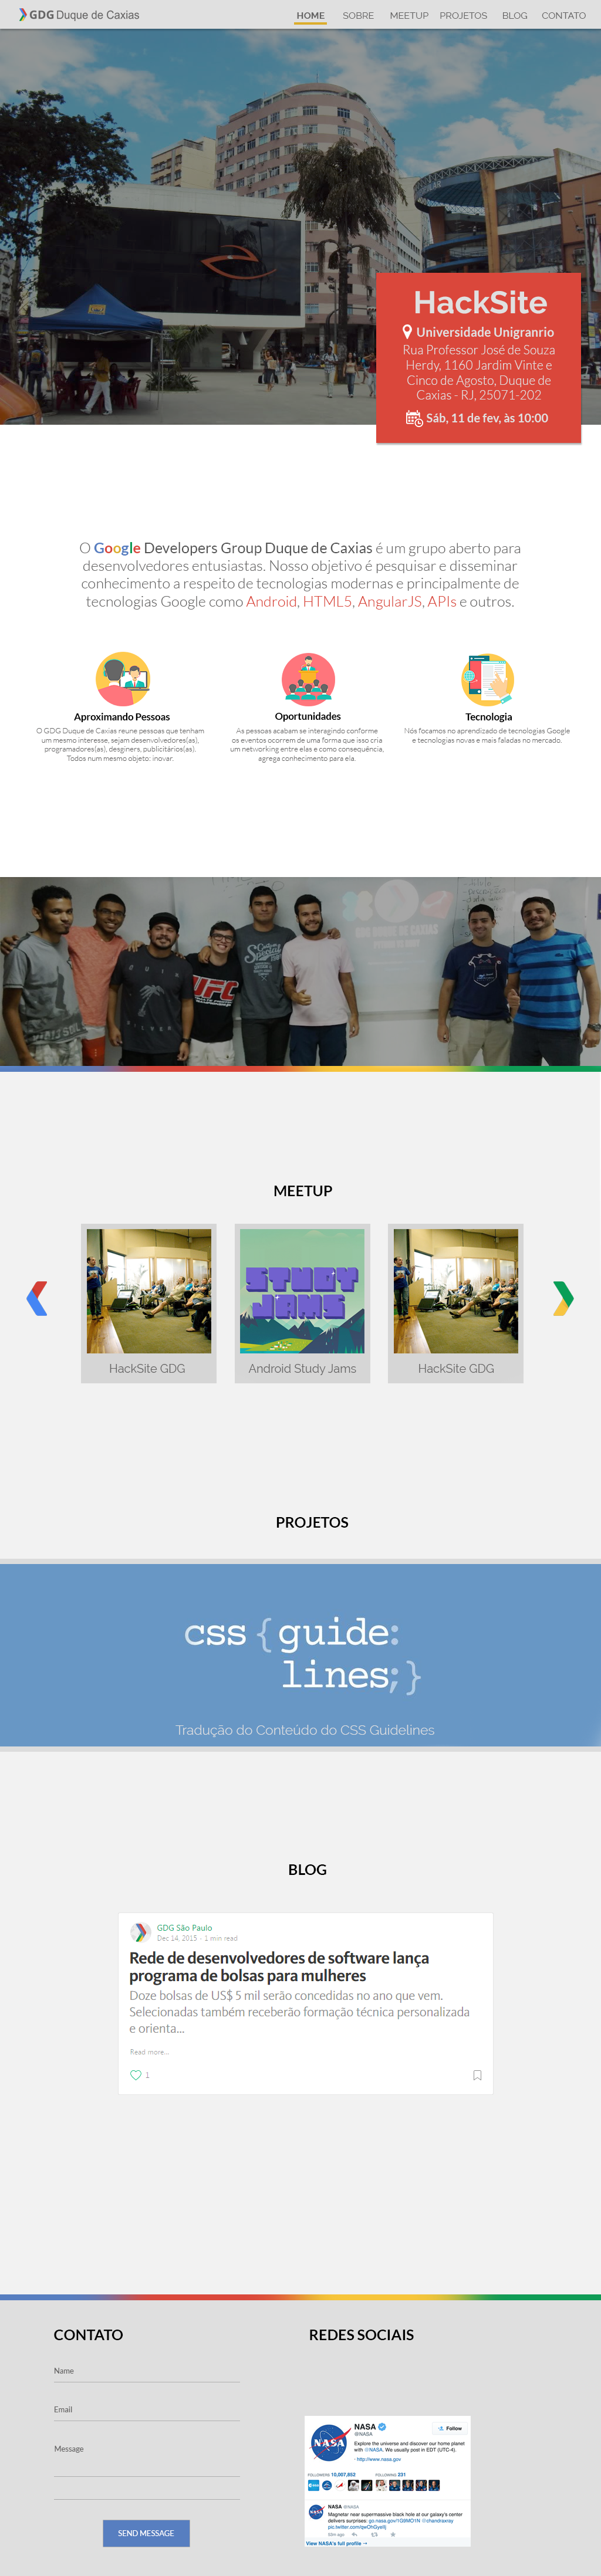 GDG Duque de Caxias
HOME SOBRE MEETUP PROJETOS BLOG CONTATO
HackSite
Universidade Unigranrio
Rua Professor José de Souza
Herdy, 1160 Jardim Vinte e
Cinco de Agosto, Duque de
Caxias - RJ, 25071-202
Sáb, 11 de fev, às 10:00
O Google Developers Group Duque de Caxias é um grupo aberto para
desenvolvedores entusiastas. Nosso objetivo é pesquisar e disseminar
conhecimento a respeito de tecnologias modernas e principalmente de
tecnologias Google como Android, HTML5, AngularJS, APIs e outros.
Aproximando Pessoas
O GDG Duque de Caxias reune pessoas que tenham
um mesmo interesse, sejam desenvolvedores(as),
programadores(as), desginers, publicitários(as).
Todos num mesmo objeto: inovar.
Oportunidades
As pessoas acabam se interagindo conforme
os eventos ocorrem de uma forma que isso cria
um networking entre elas e como consequência,
agrega conhecimento para ela.
Tecnologia
Nós focamos no aprendizado de tecnologias Google
e tecnologias novas e mais faladas no mercado.
DUQUE DE CAXIAS
UFC
MEETUP
HackSite GDG
STUDY
JAMS
Android Study Jams
HackSite GDG
PROJETOS
css {guide:
lines;}
Tradução do Conteúdo do CSS Guidelines
BLOG
GDG São Paulo
Dec 14, 2015 · 1 min read
Rede de desenvolvedores de software lança
programa de bolsas para mulheres
Doze bolsas de US$ 5 mil serão concedidas no ano que vem.
Selecionadas também receberão formação técnica personalizada
e orienta...
Read more...
1
CONTATO
Name
Email
Message
SEND MESSAGE
REDES SOCIAIS
NASA
NASA
@NASA
Follow
Explore the universe and discover our home planet
with @NASA. We usually post in EDT (UTC-4).
http://www.nasa.gov
FOLLOWERS 10,097,852 FOLLOWING 231
NASA @NASA
Magnetar near supermassive black hole at our galaxy's center
View NASA's full profile →